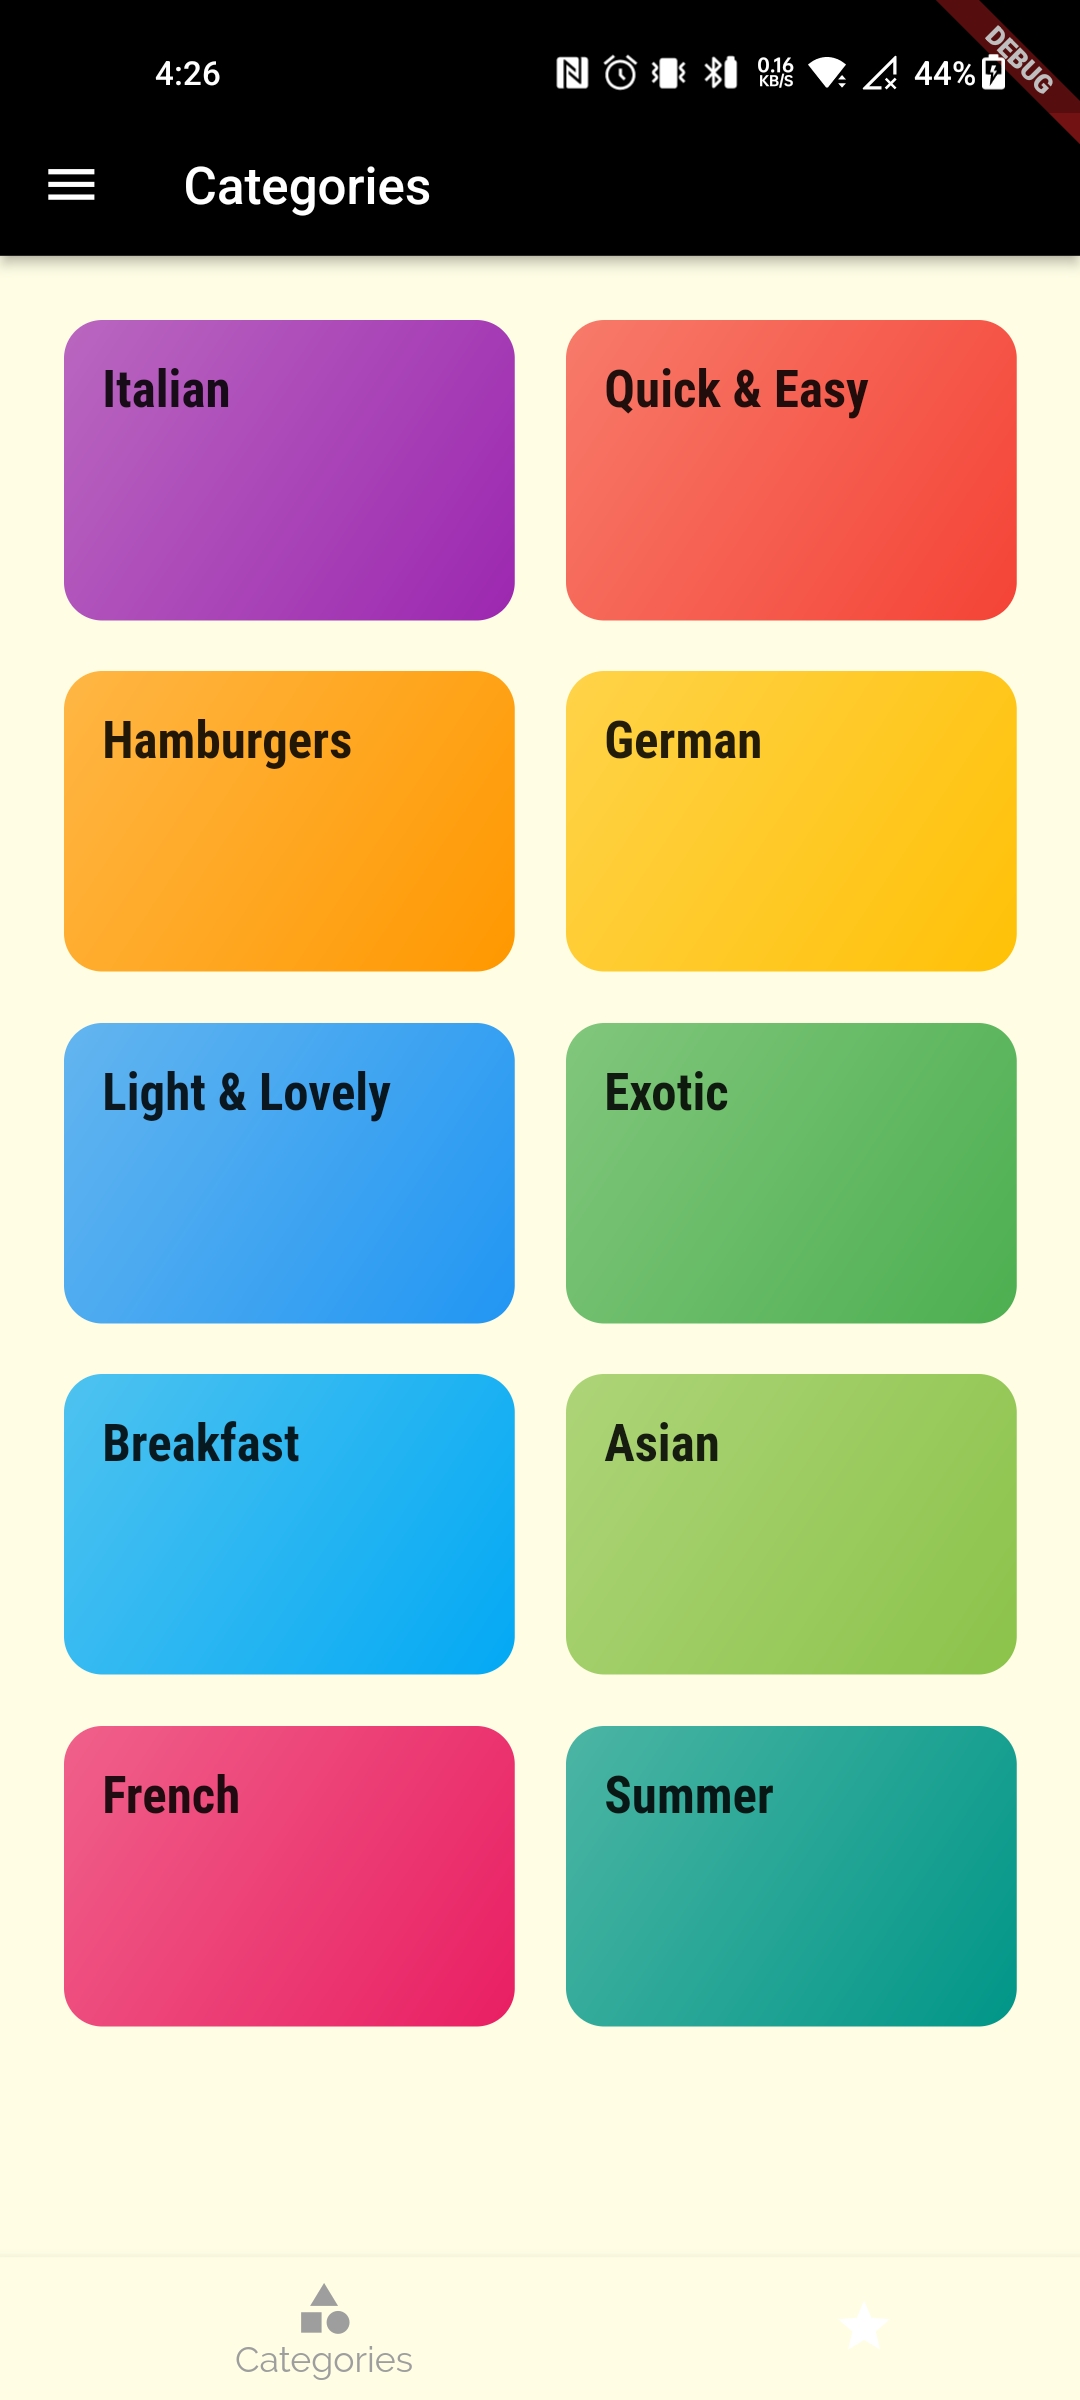 4:26
0.16
KB/S
44%
DEBUG
Categories
Italian
Quick & Easy
Hamburgers
German
Light & Lovely
Exotic
Breakfast
Asian
French
Summer
Categories